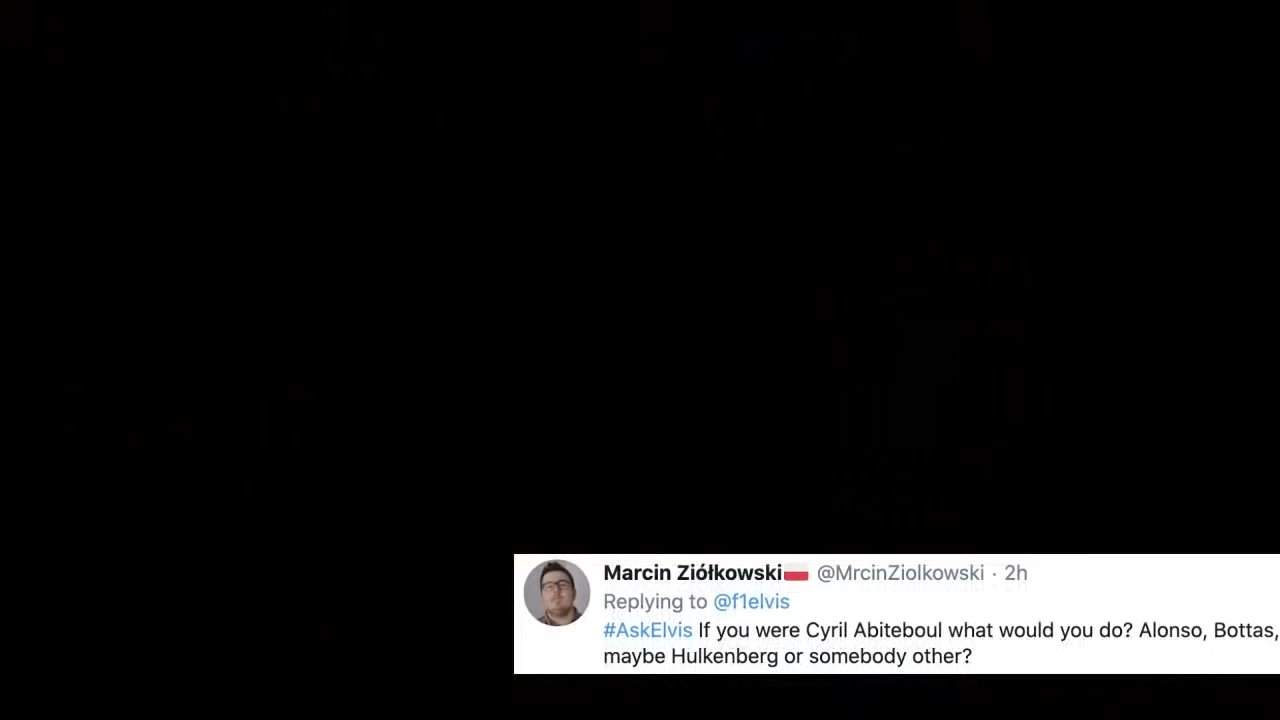 Marcin Ziółkowski🇵🇱 @MrcinZiolkowski · 2h
Replying to @f1elvis
#AskElvis If you were Cyril Abiteboul what would you do? Alonso, Bottas,
maybe Hulkenberg or somebody other?